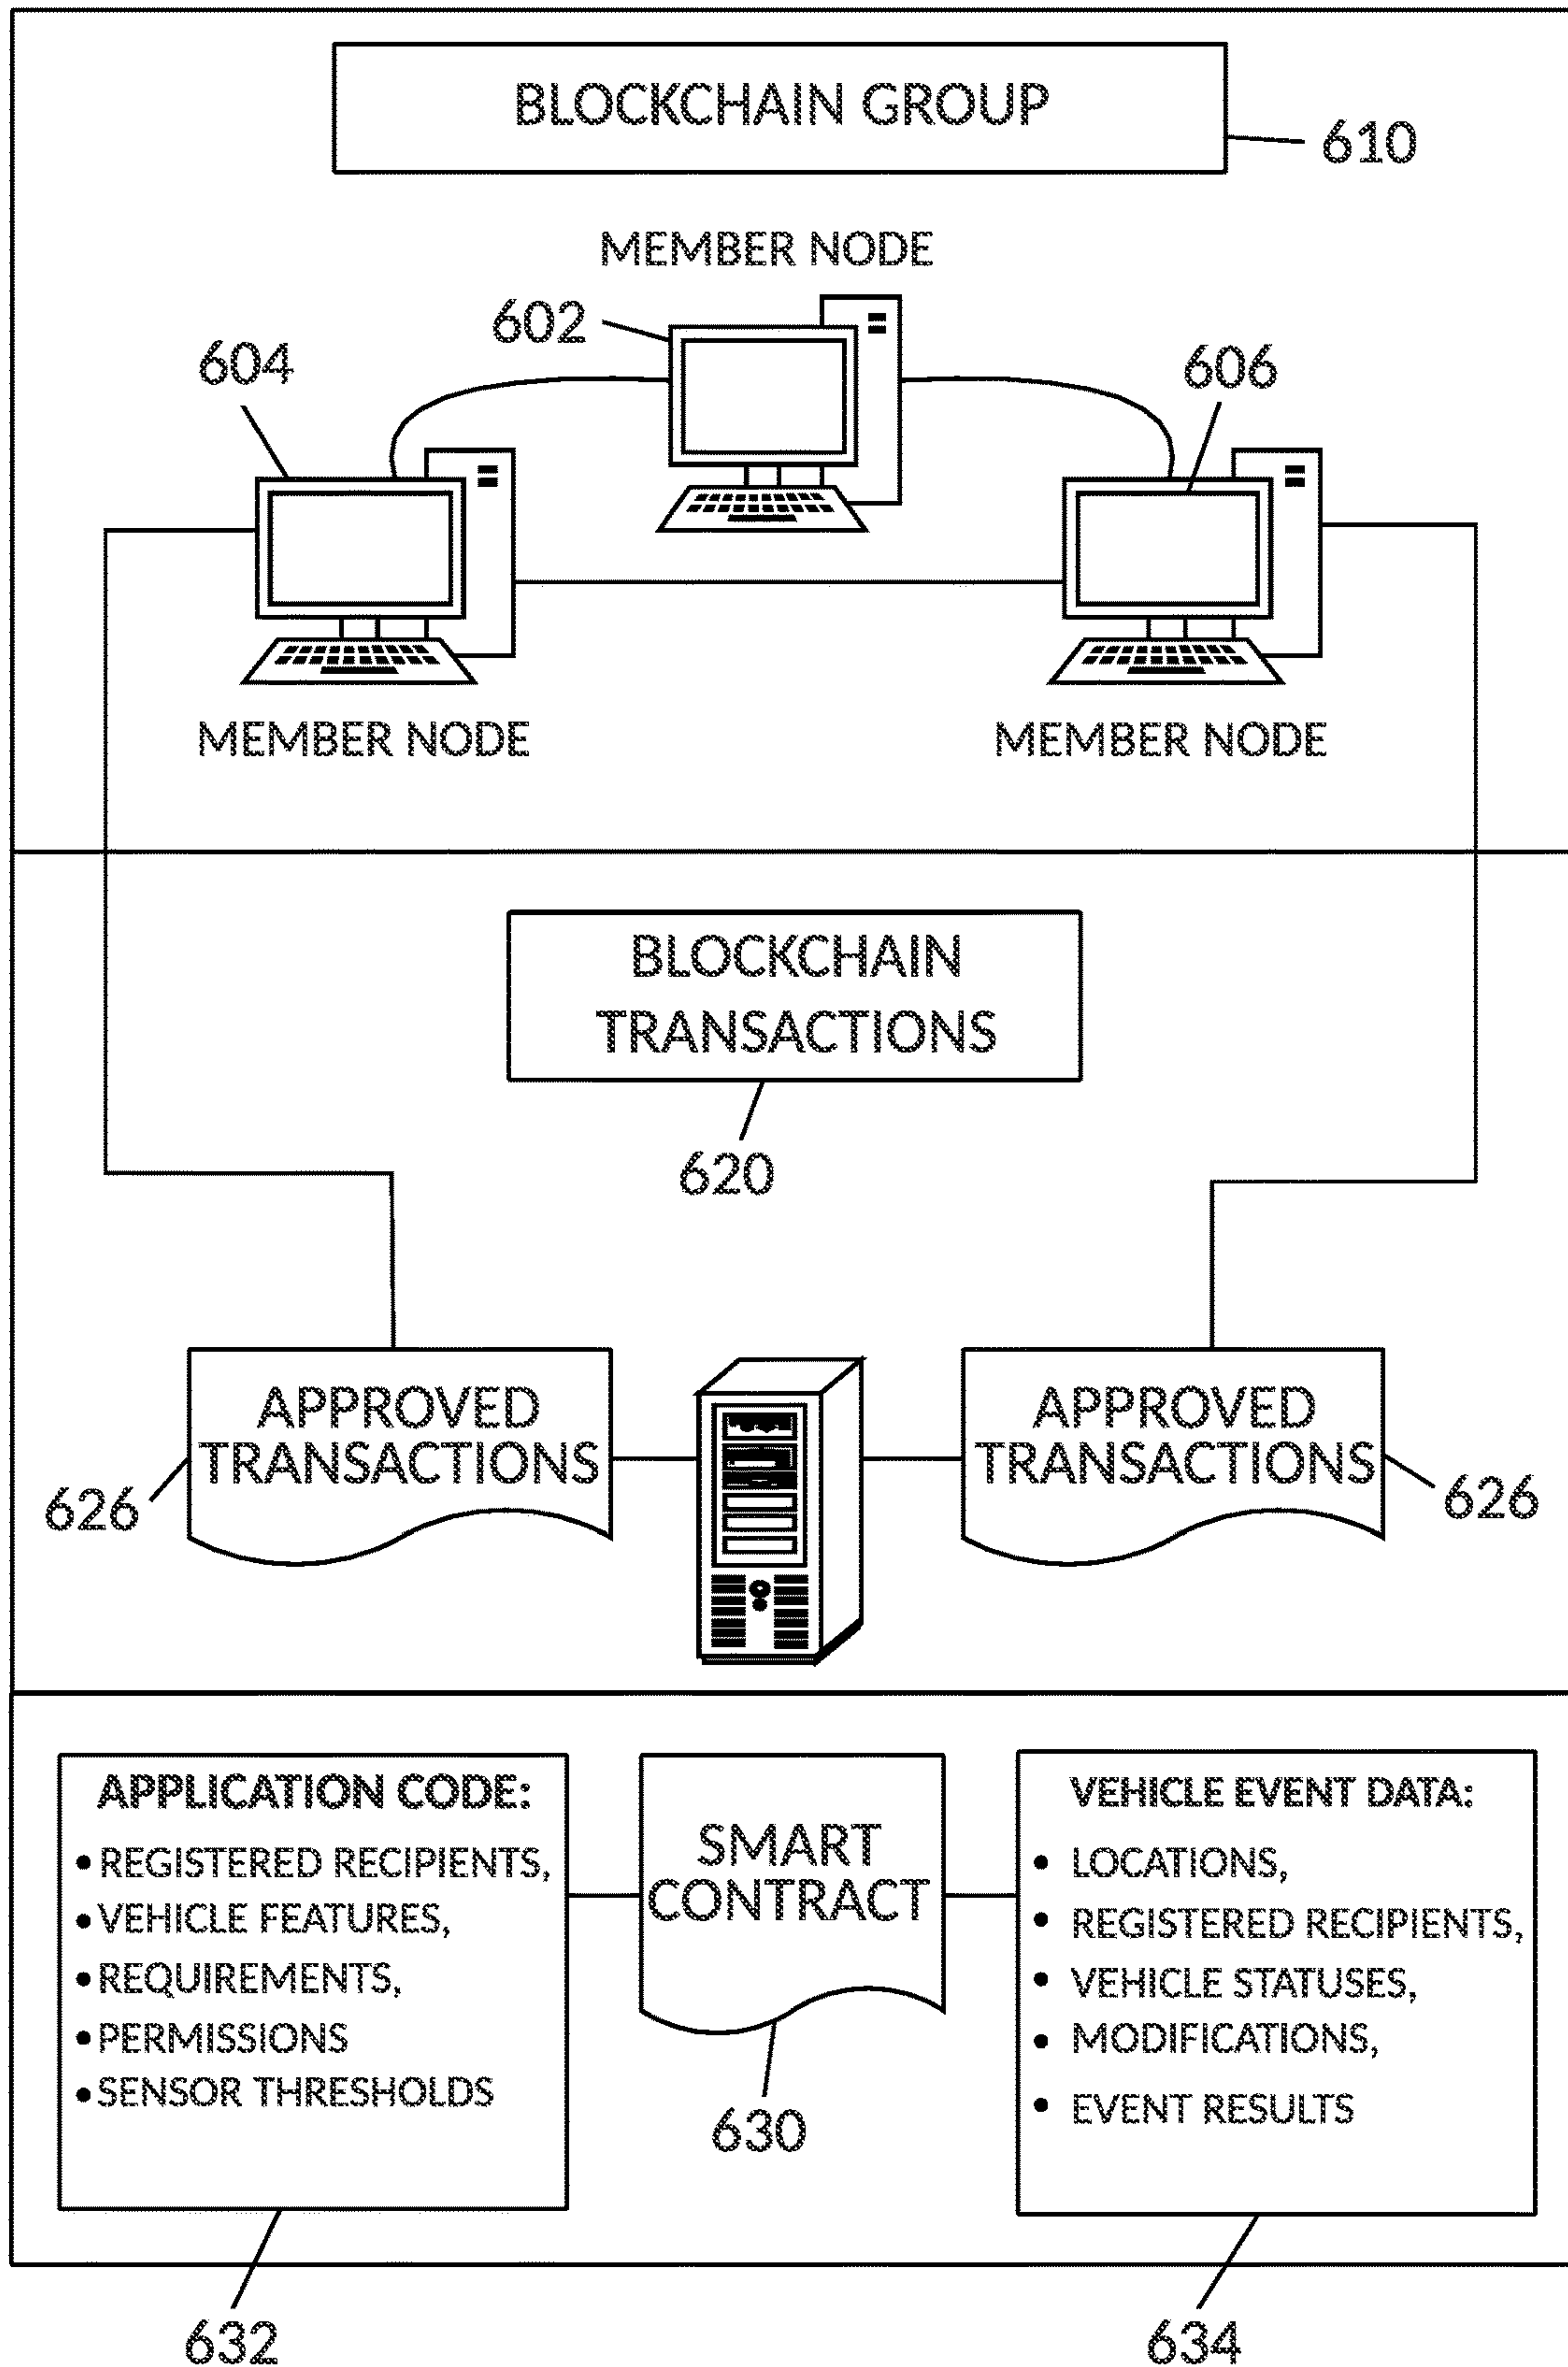 BLOCKCHAIN GROUP
610
MEMBER NODE
602
604
606
MEMBER NODE
MEMBER NODE
BLOCKCHAIN
TRANSACTIONS
620
APPROVED
TRANSACTIONS
626
APPROVED
TRANSACTIONS
626
APPLICATION CODE:
• REGISTERED RECIPIENTS,
• VEHICLE FEATURES,
• REQUIREMENTS,
• PERMISSIONS
• SENSOR THRESHOLDS
632
SMART
CONTRACT
630
VEHICLE EVENT DATA:
• LOCATIONS,
• REGISTERED RECIPIENTS,
• VEHICLE STATUSES,
• MODIFICATIONS,
• EVENT RESULTS
634